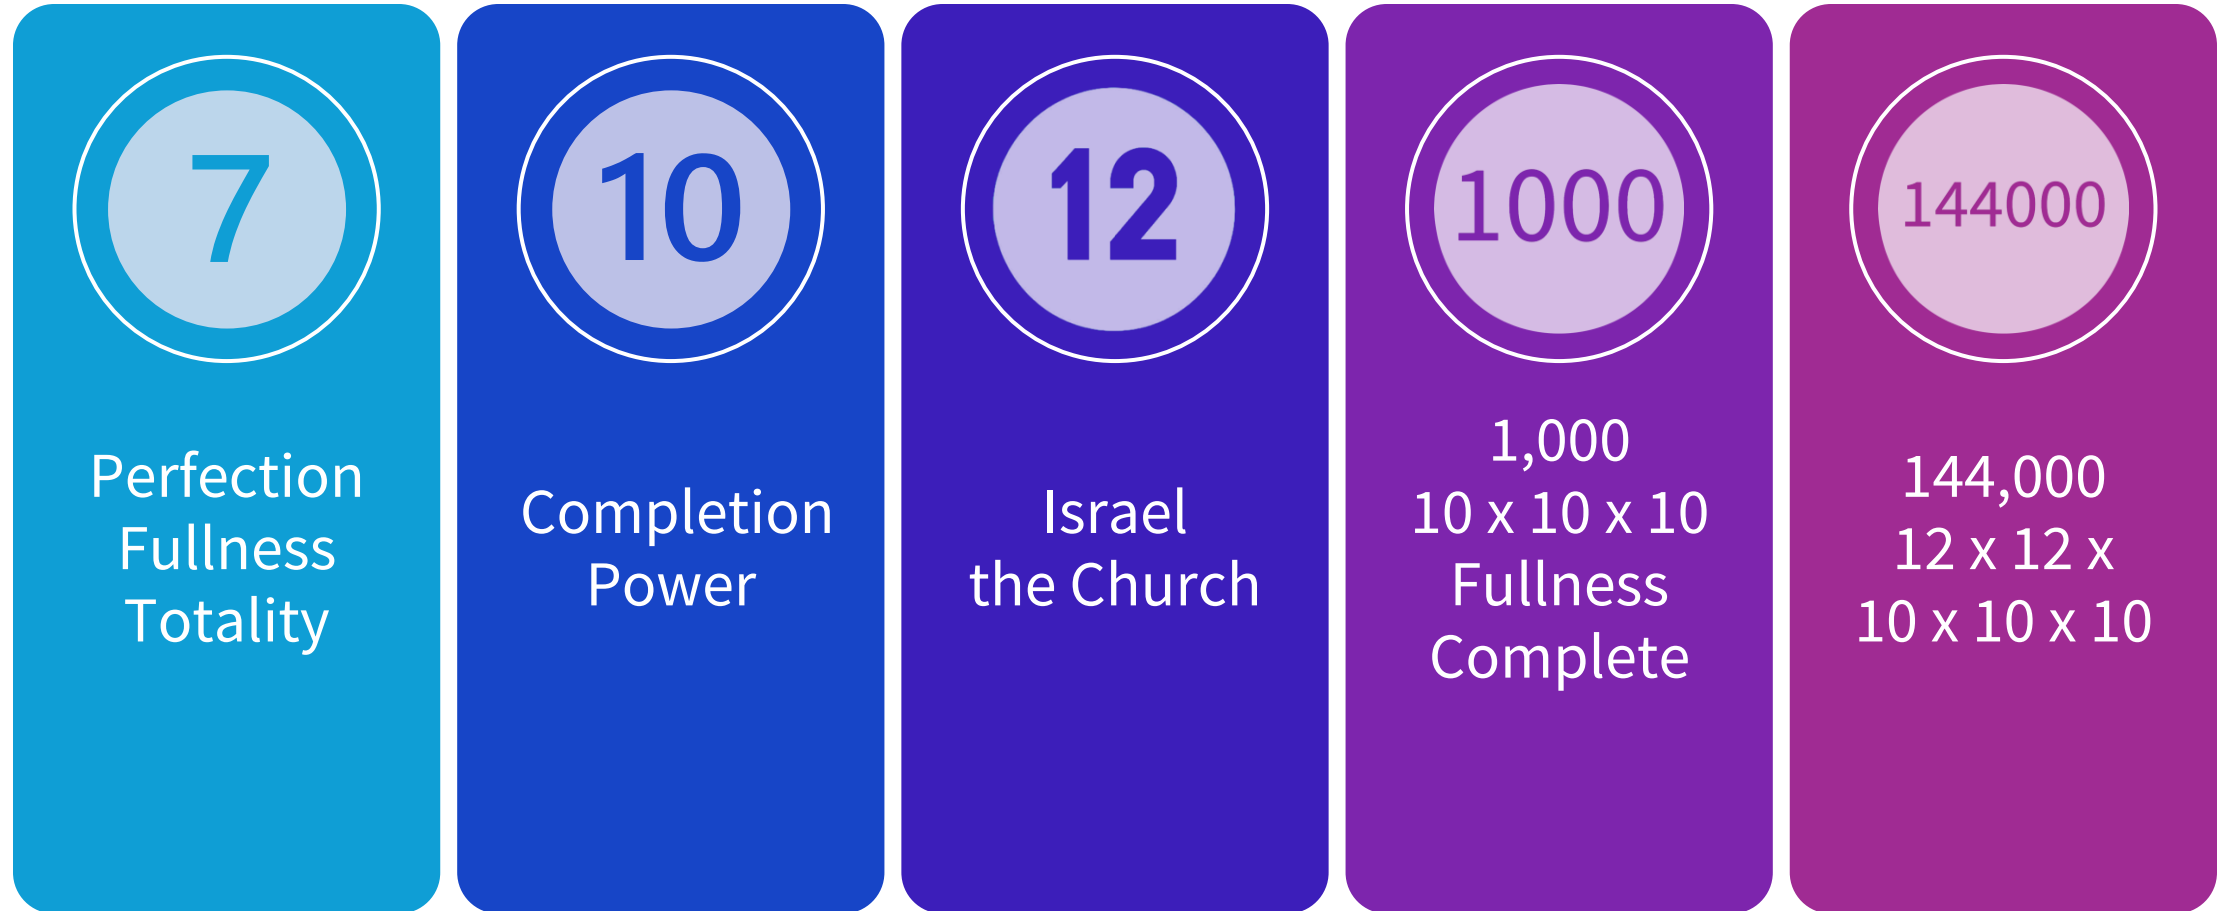 7
Perfection
Fullness
Totality
10
Completion
Power
12
Israel
the Church
1000
1,000
10 x 10 x 10
Fullness
Complete
144000
144,000
12 x 12 x
10 x 10 x 10